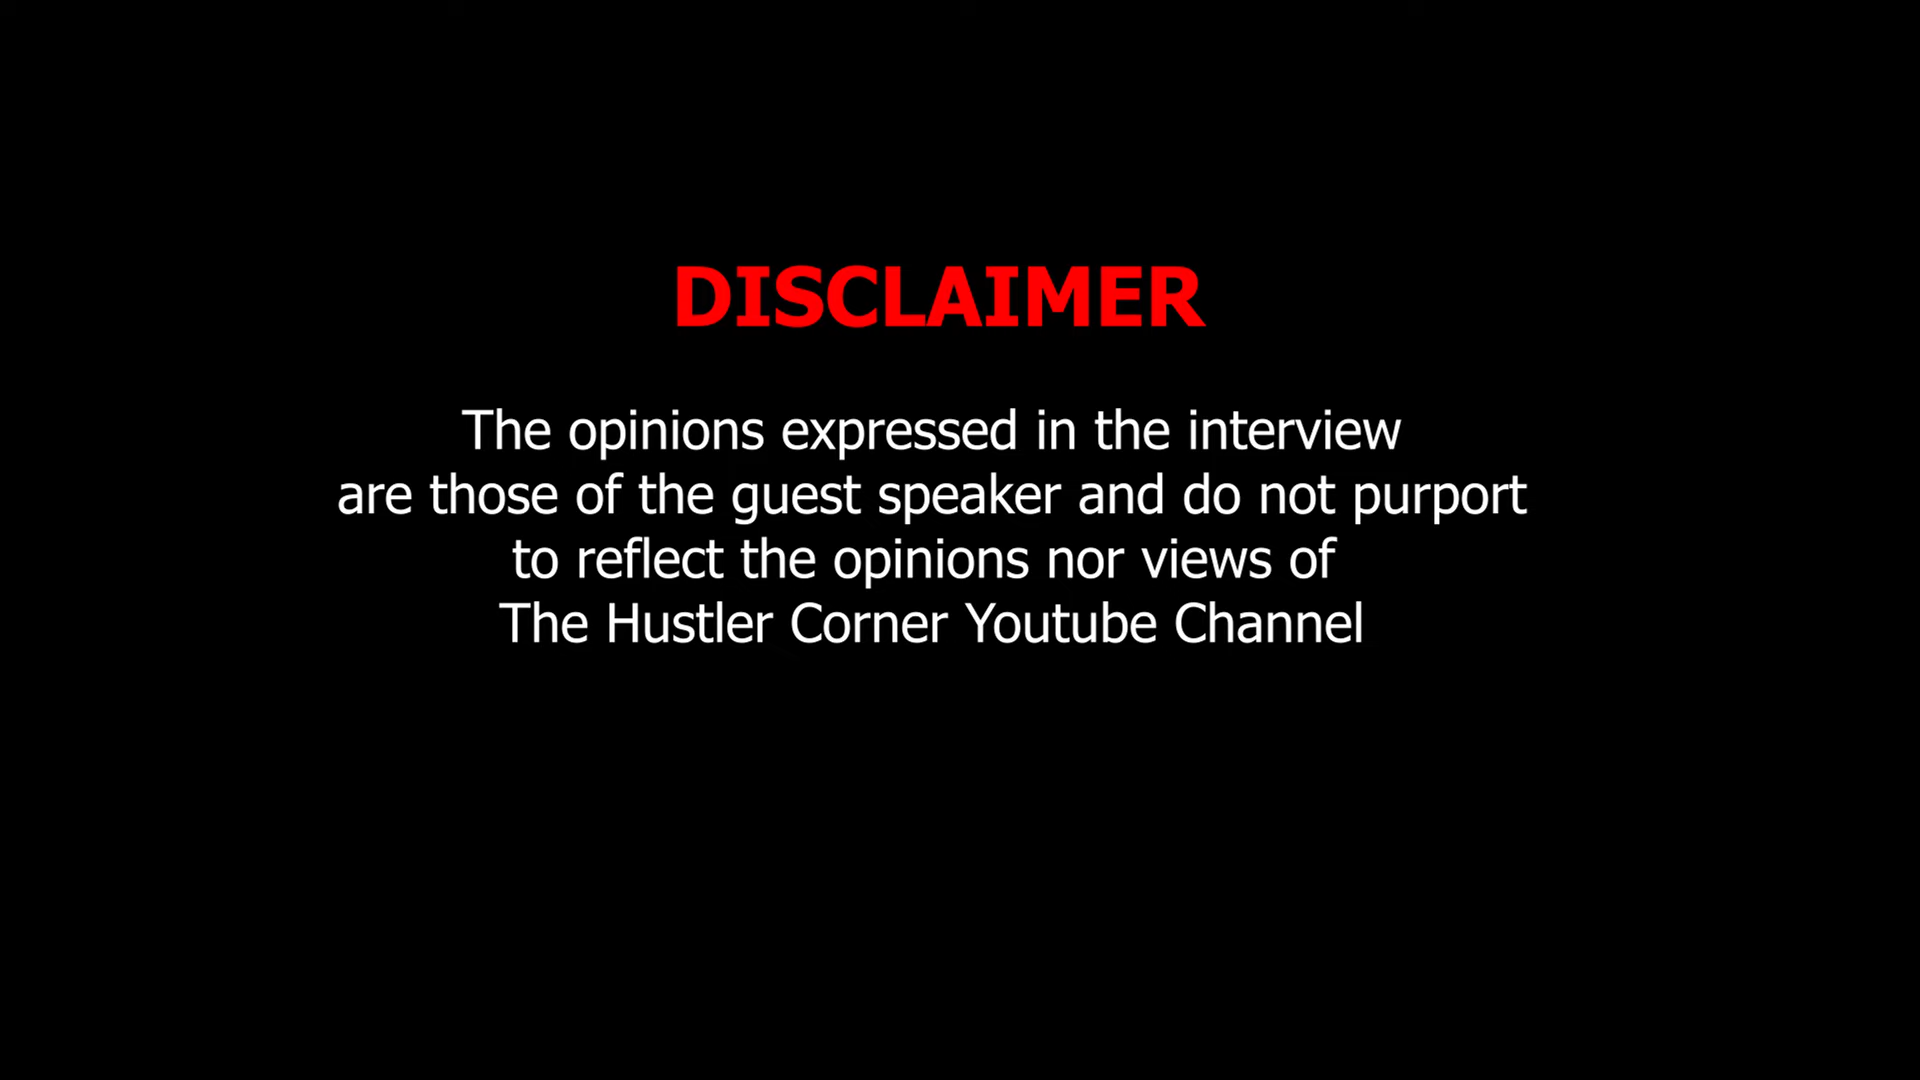 DISCLAIMER
The opinions expressed in the interview
are those of the guest speaker and do not purport
to reflect the opinions nor views of
The Hustler Corner Youtube Channel